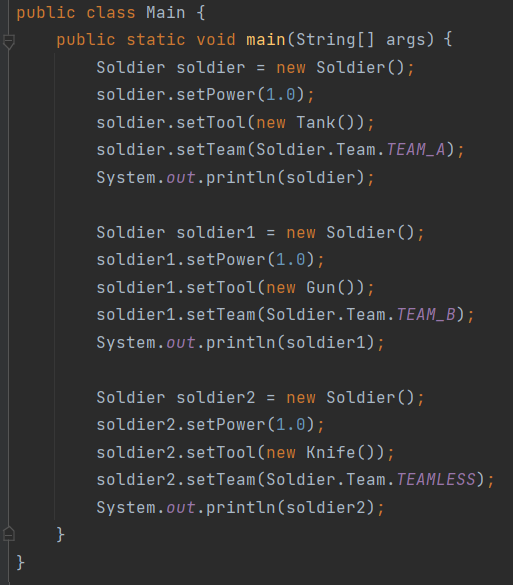 public class Main {
    public static void main(String[] args) {
        Soldier soldier = new Soldier();
        soldier.setPower(1.0);
        soldier.setTool(new Tank());
        soldier.setTeam(Soldier.Team.TEAM_A);
        System.out.println(soldier);

        Soldier soldier1 = new Soldier();
        soldier1.setPower(1.0);
        soldier1.setTool(new Gun());
        soldier1.setTeam(Soldier.Team.TEAM_B);
        System.out.println(soldier1);

        Soldier soldier2 = new Soldier();
        soldier2.setPower(1.0);
        soldier2.setTool(new Knife());
        soldier2.setTeam(Soldier.Team.TEAMLESS);
        System.out.println(soldier2);
    }
}